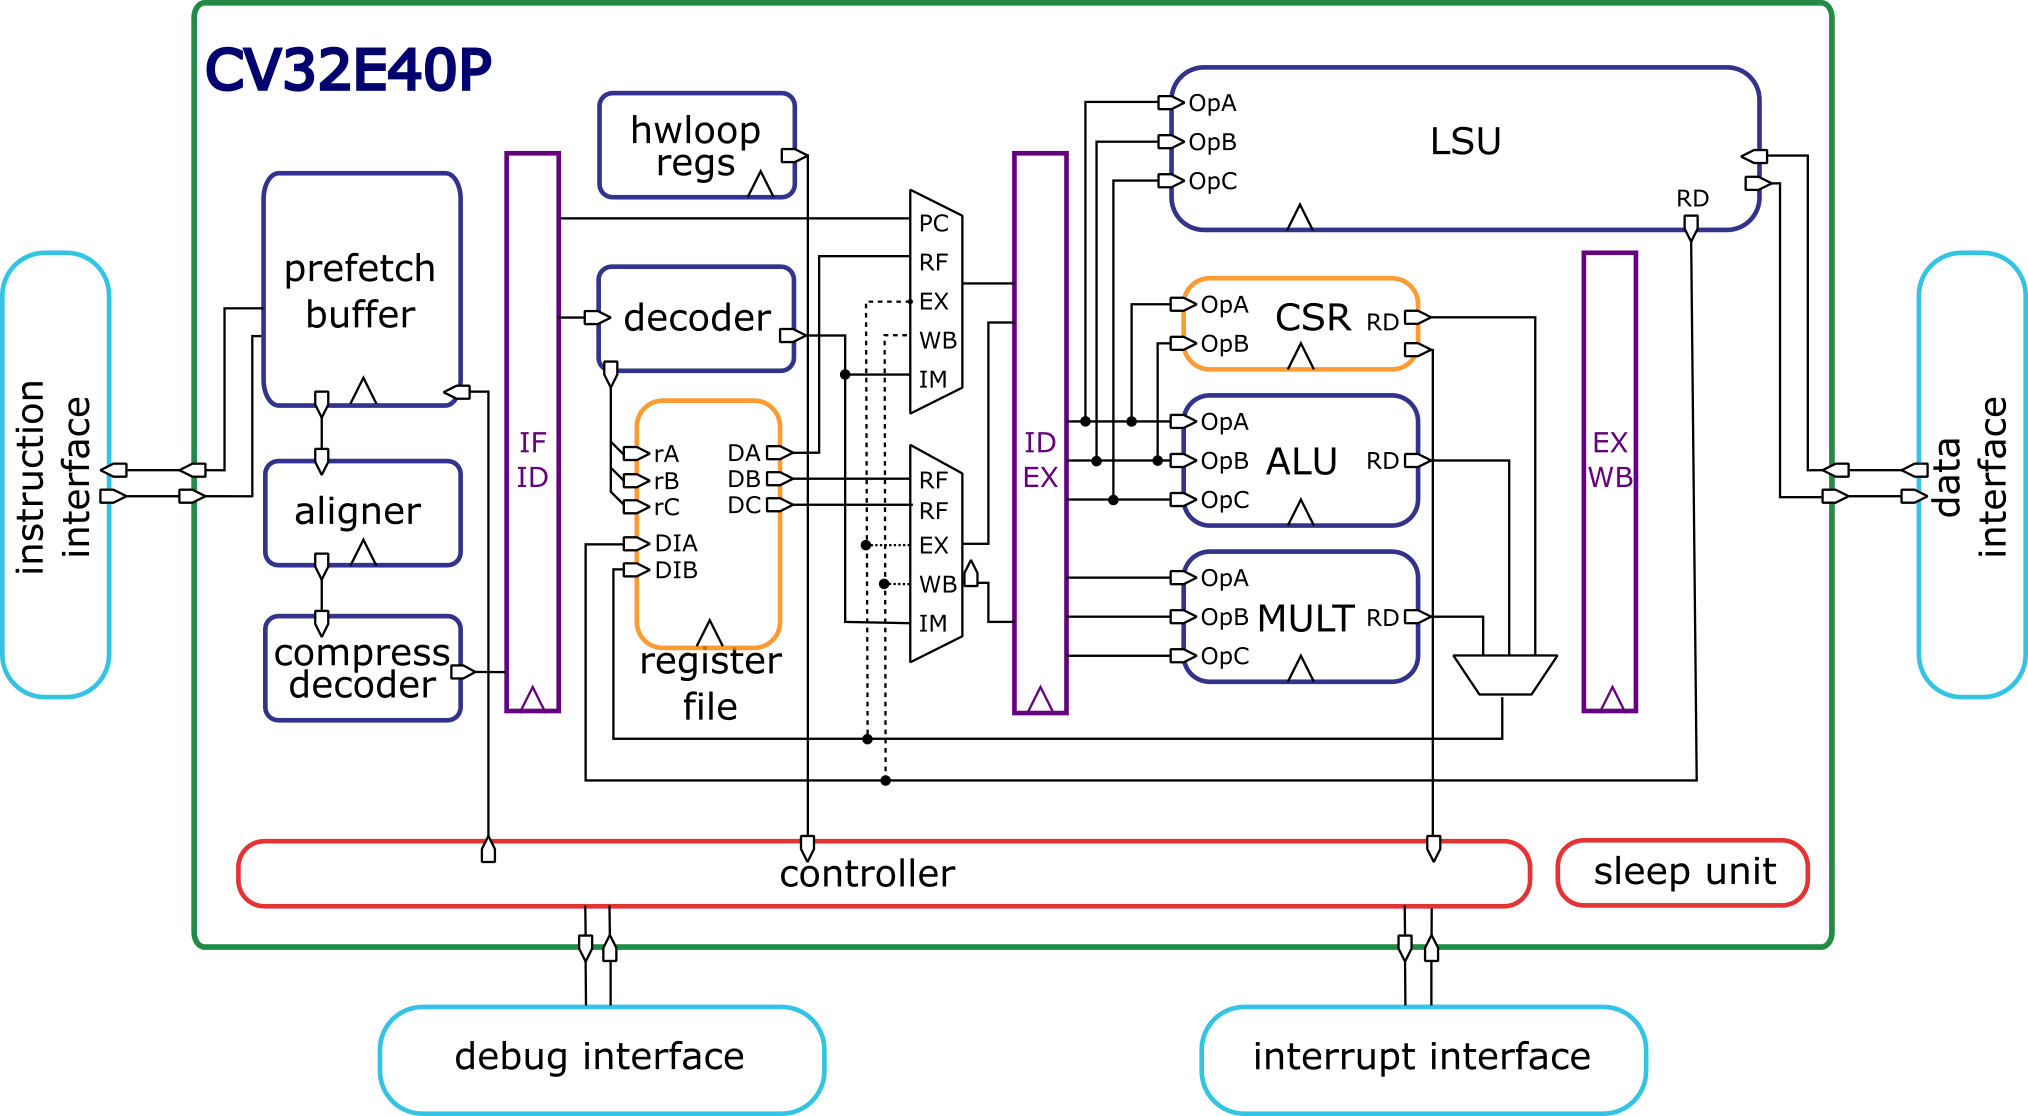 CV32E40P
instruction
interface
prefetch
buffer
aligner
compress
decoder
IF
ID
hwloop
regs
decoder
rA
rB
rC
DIA
DIB
DA
DB
DC
register
file
PC
RF
EX
WB
IM
RF
RF
EX
WB
IM
ID
EX
OpA
OpB
OpC
LSU
RD
OpA
OpB
CSR
RD
OpA
OpB
OpC
ALU
RD
OpA
OpB
OpC
MULT
RD
EX
WB
data
interface
controller
sleep unit
debug interface
interrupt interface